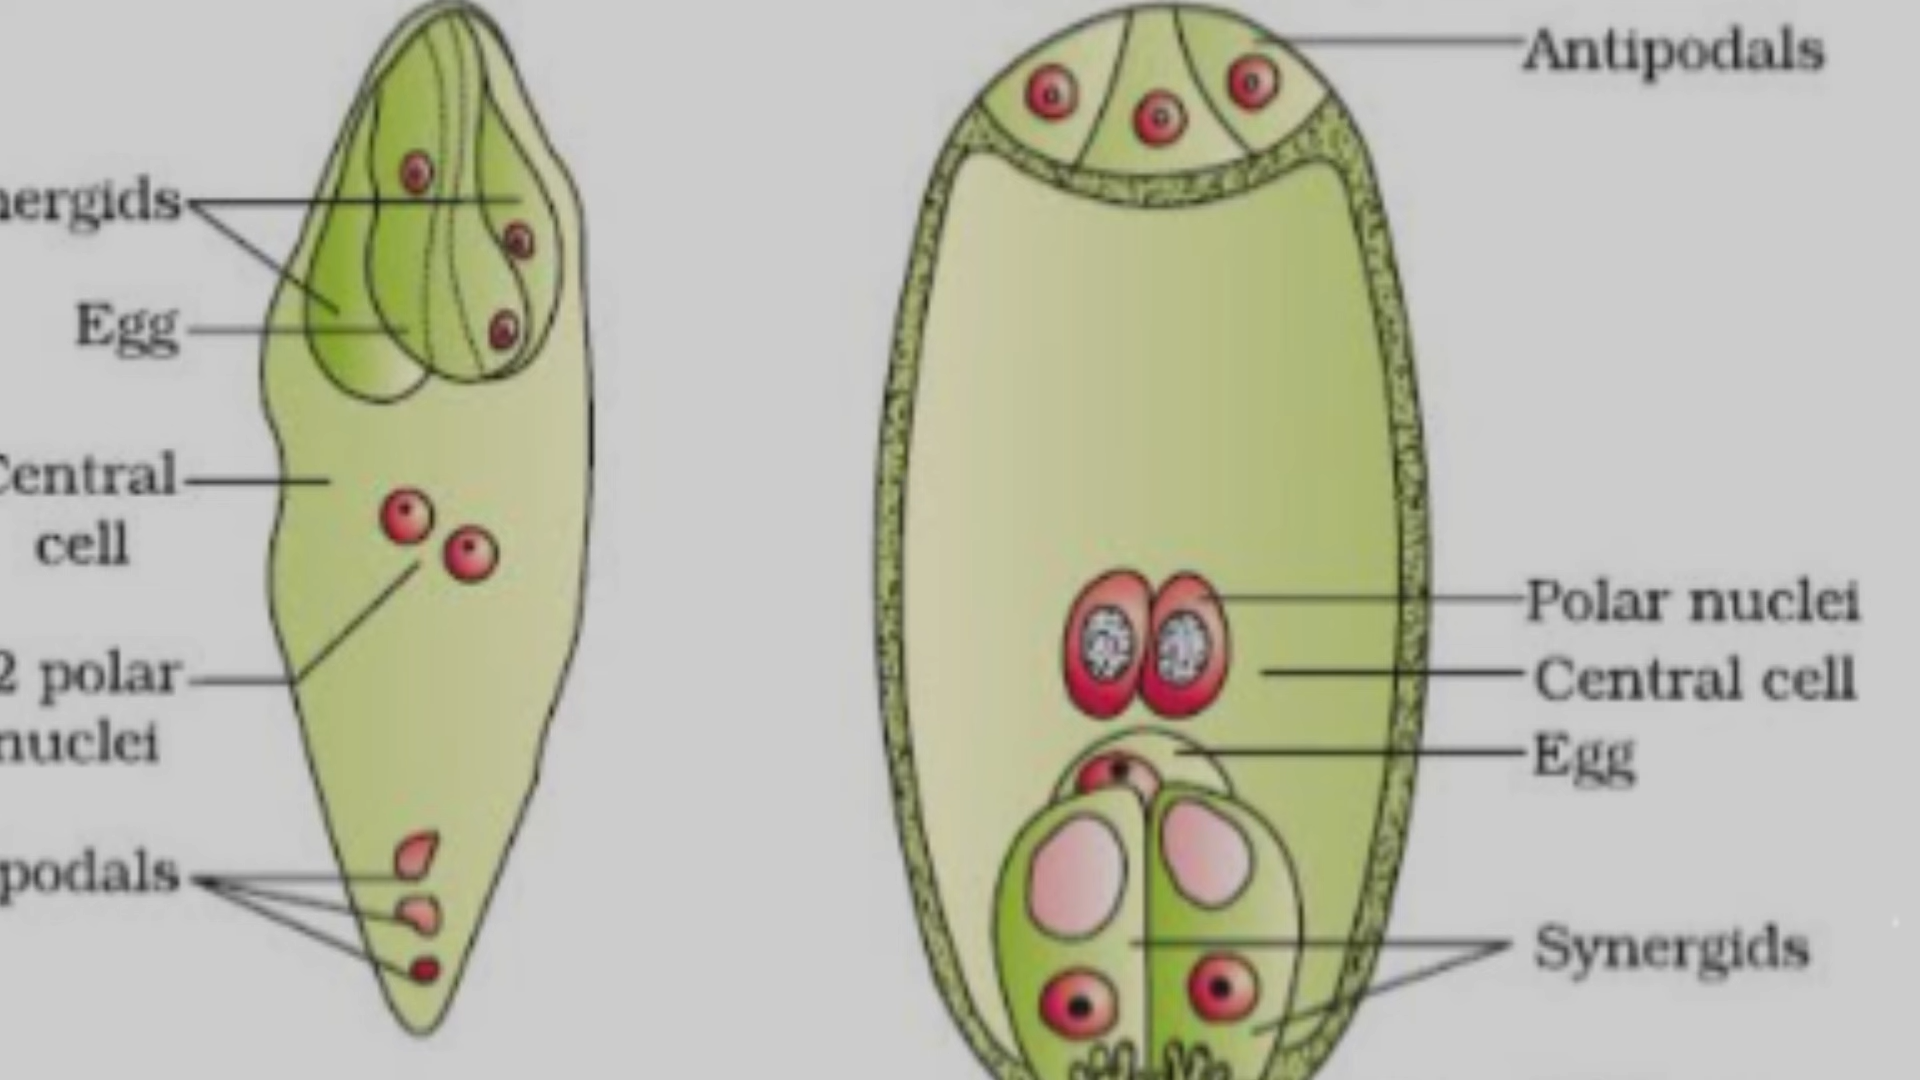 nergids
Egg
Central
cell
2 polar
nuclei
podals
Antipodals
Polar nuclei
Central cell
Egg
Synergids